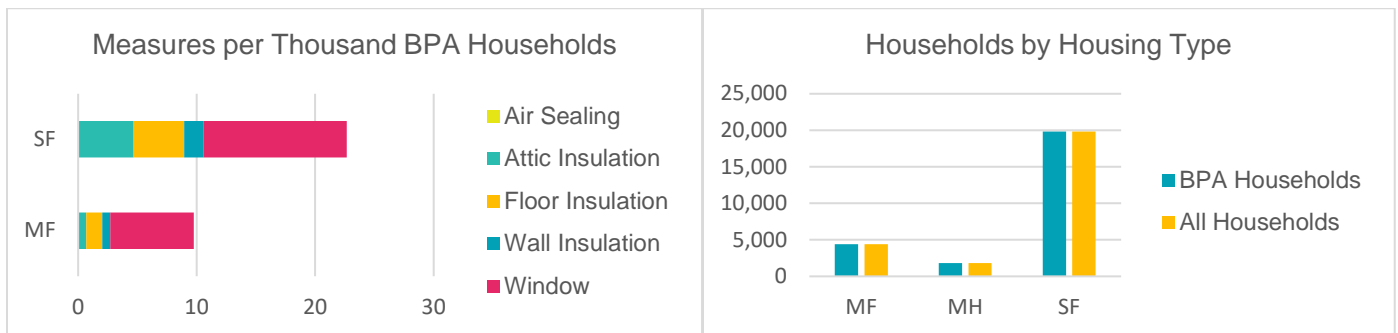 Measures per Thousand BPA Households
SF
MF
0 10 20 30
Air Sealing
Attic Insulation
Floor Insulation
Wall Insulation
Window
Households by Housing Type
25,000
20,000
15,000
10,000
5,000
0
MF MH SF
BPA Households
All Households